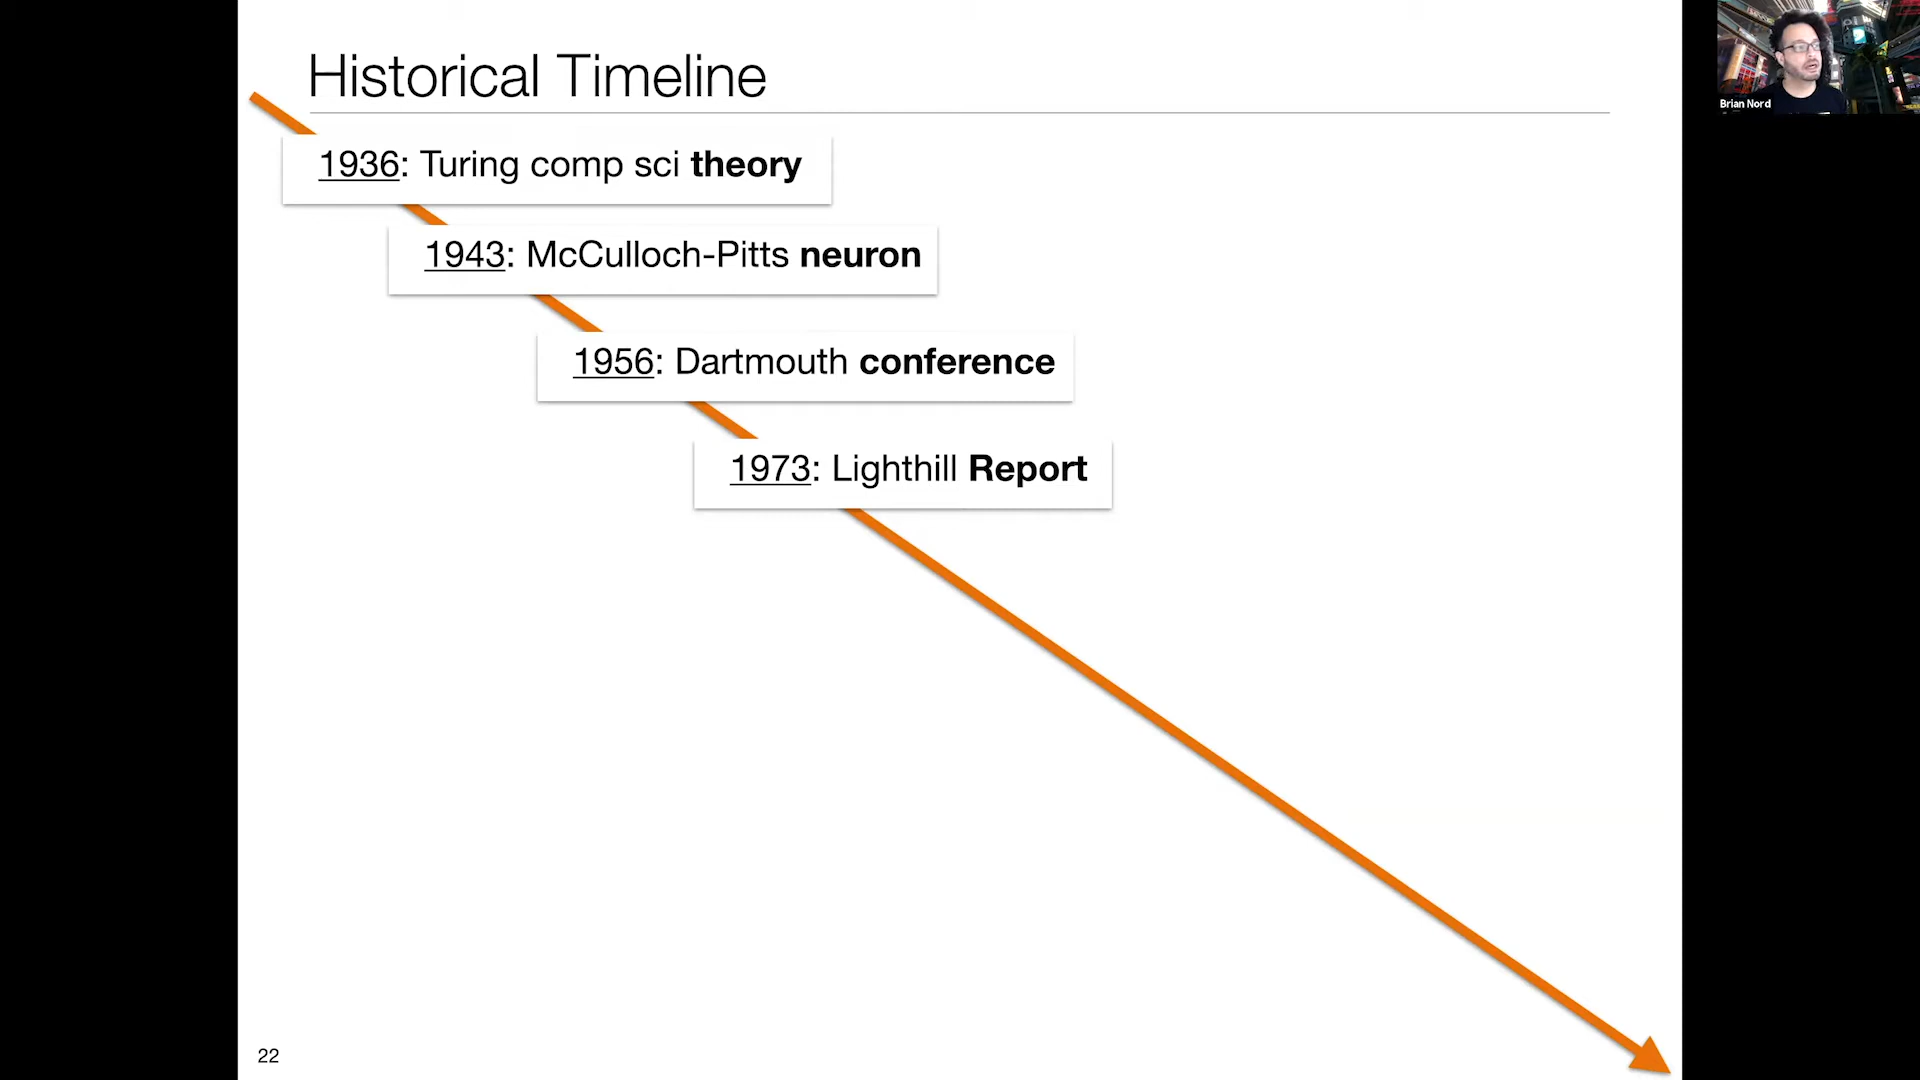 Historical Timeline
Brian Nord
1936: Turing comp sci theory
1943: McCulloch-Pitts neuron
1956: Dartmouth conference
1973: Lighthill Report
22